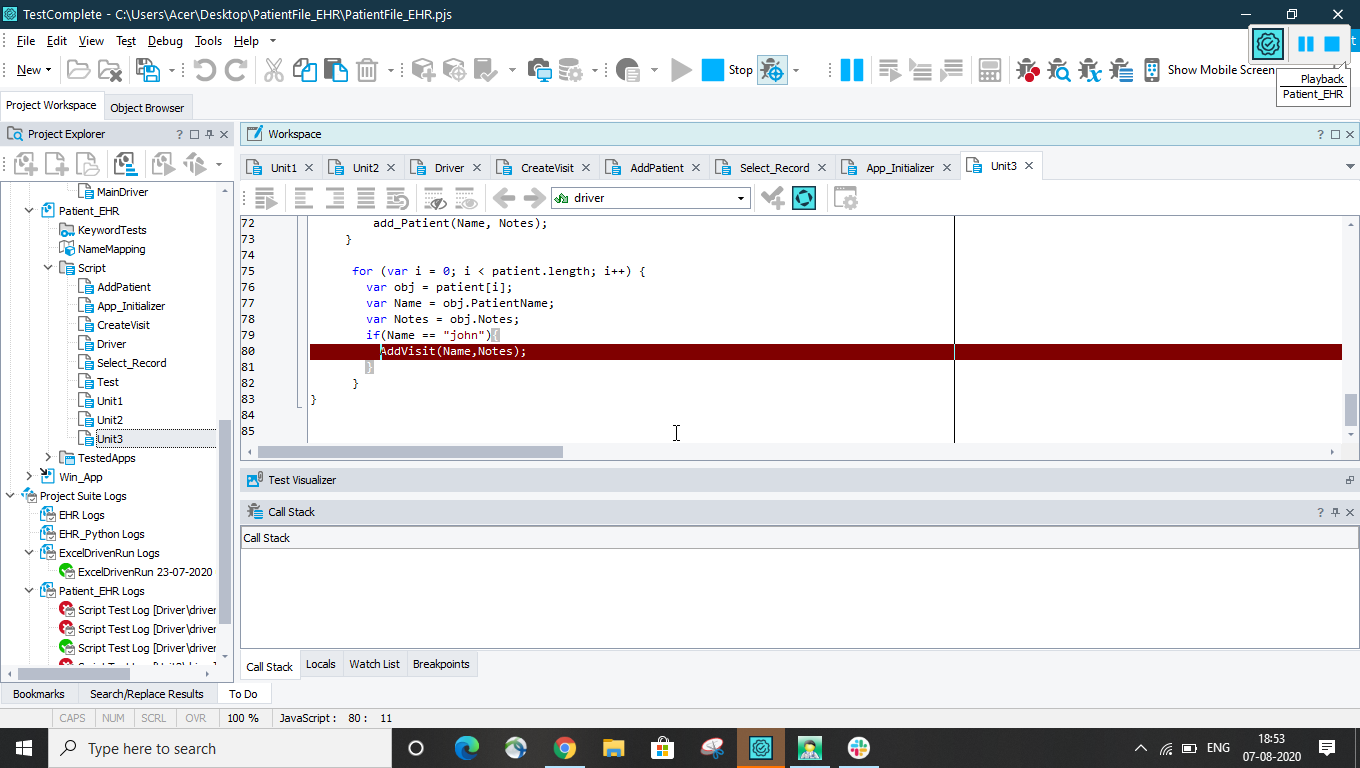 TestComplete - C:\Users\Acer\Desktop\PatientFile_EHR\PatientFile_EHR.pjs
File Edit View Test Debug Tools Help
New
Stop
Show Mobile Screen
Playback
Patient_EHR
Project Workspace
Object Browser
Project Explorer
MainDriver
Patient_EHR
KeywordTests
NameMapping
Script
AddPatient
App_Initializer
CreateVisit
Driver
Select_Record
Test
Unit1
Unit2
Unit3
TestedApps
Win_App
Project Suite Logs
EHR Logs
EHR_Python Logs
ExcelDrivenRun Logs
ExcelDrivenRun 23-07-2020
Patient_EHR Logs
Script Test Log [Driver\driver
Script Test Log [Driver\driver
Script Test Log [Driver\driver
Bookmarks Search/Replace Results To Do
Workspace
Unit1 Unit2 Driver CreateVisit AddPatient Select_Record App_Initializer Unit3
driver
72 add_Patient(Name, Notes);
73 }
74
75 for (var i = 0; i < patient.length; i++) {
76 var obj = patient[i];
77 var Name = obj.PatientName;
78 var Notes = obj.Notes;
79 if(Name == "john"){
80 AddVisit(Name,Notes);
81 }
82 }
83 }
84
85
Test Visualizer
Call Stack
Call Stack
Call Stack Locals Watch List Breakpoints
CAPS NUM SCRL OVR 100 % JavaScript : 80 : 11
Type here to search
ENG
18:53
07-08-2020